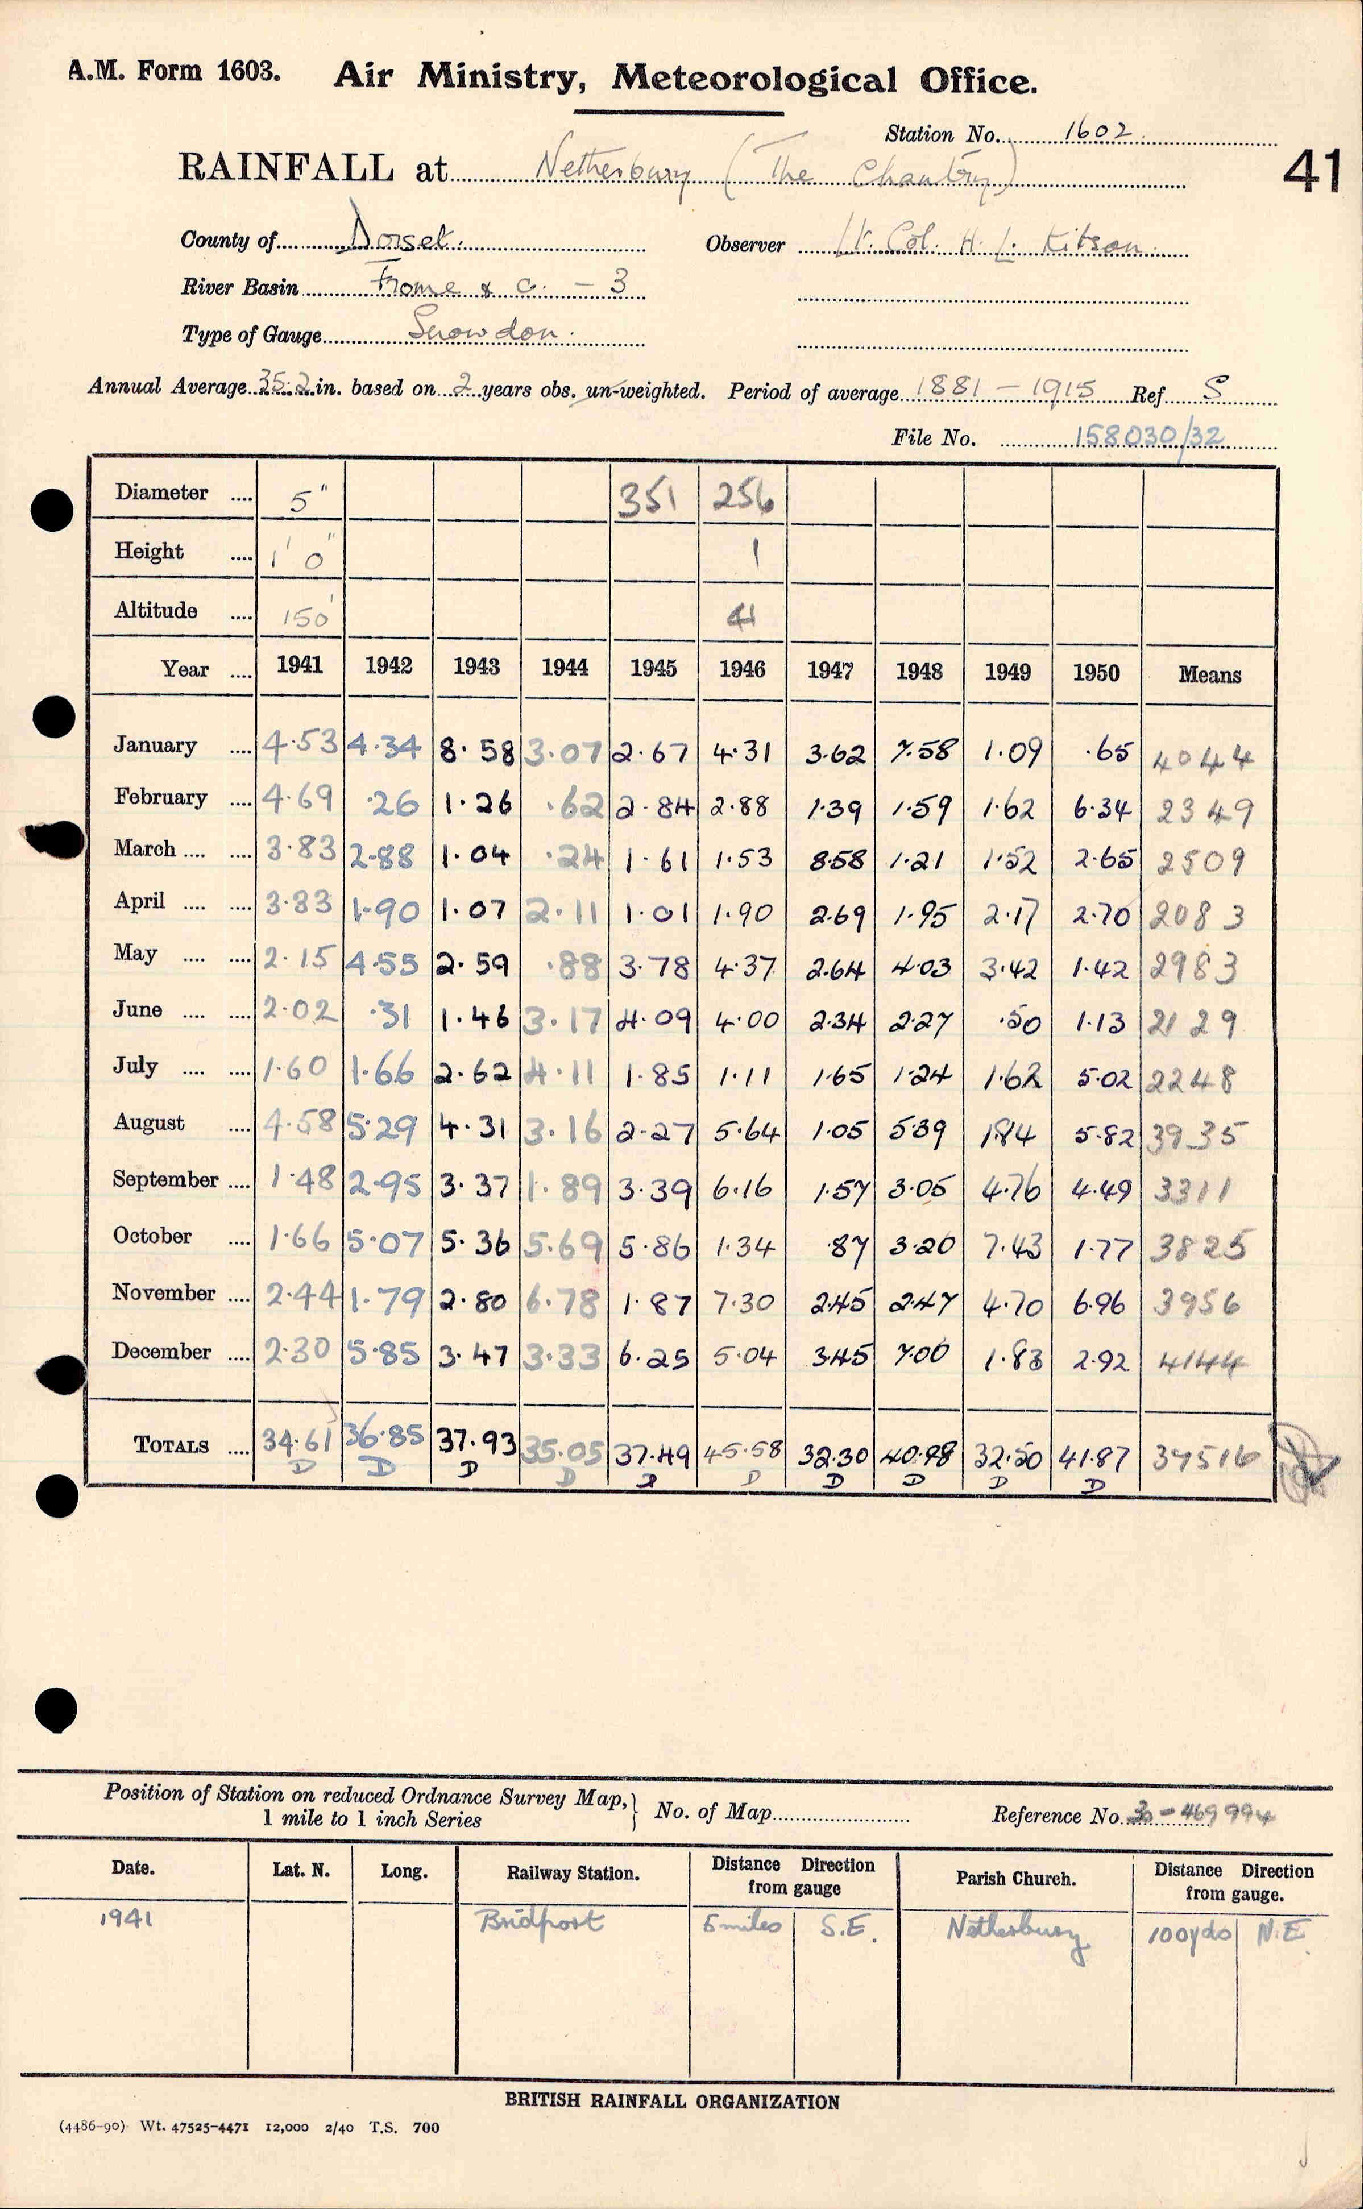 A.M. Form 1603. Air Ministry, Meteorological Office.
Station No. 1602
41
RAINFALL at Netherbury (The Chantry)
County of Dorset. Observer Lt. Col. H. L. Kitson.
River Basin Frome & c. - 3
Type of Gauge Snowdon.
Annual Average 35.2 in. based on 2 years obs. un-weighted. Period of average 1881 - 1915 Ref S
File No. 158030/32
Diameter .... 5" 351 256
Height .... 1' 0" 1
Altitude .... 150' 41
Year .... 1941 1942 1943 1944 1945 1946 1947 1948 1949 1950 Means
January .... 4.53 4.34 8.58 3.07 2.67 4.31 3.62 7.58 1.09 .65 4044
February .... 4.69 .26 1.26 .62 2.84 2.88 1.39 1.59 1.62 6.34 2349
March .... .... 3.83 2.88 1.04 .24 1.61 1.53 8.58 1.21 1.52 2.65 2509
April .... .... 3.33 1.90 1.07 2.11 1.01 1.90 2.69 1.95 2.17 2.70 2083
May .... .... 2.15 4.55 2.59 .88 3.78 4.37 2.64 4.03 3.42 1.42 2983
June .... .... 2.02 .31 1.46 3.17 4.09 4.00 2.34 2.27 .50 1.13 2129
July .... .... 1.60 1.66 2.62 4.11 1.85 1.11 1.65 1.24 1.62 5.02 2248
August .... 4.58 5.29 4.31 3.16 2.27 5.64 1.05 5.39 1.84 5.82 3935
September .... 1.48 2.95 3.37 1.89 3.39 6.16 1.57 3.05 4.76 4.49 3311
October .... 1.66 5.07 5.36 5.69 5.86 1.34 .87 3.20 7.43 1.77 3825
November .... 2.44 1.79 2.80 6.78 1.87 7.30 2.45 2.47 4.70 6.96 3956
December .... 2.30 5.85 3.47 3.33 6.25 5.04 3.45 7.00 1.83 2.92 4144
TOTALS .... 34.61 36.85 37.93 35.05 37.49 45.58 32.30 40.98 32.50 41.87 37516
D D D D D D D D D D
Position of Station on reduced Ordnance Survey Map,} No. of Map Reference No. 30-469994
1 mile to 1 inch Series
Date. Lat. N. Long. Railway Station. Distance from gauge Direction Parish Church. Distance Direction from gauge.
1941 Bridport 5 miles S.E. Netherbury 100yds N.E.
BRITISH RAINFALL ORGANIZATION
(4486-90) Wt. 47525-4471 12,000 2/40 T.S. 700